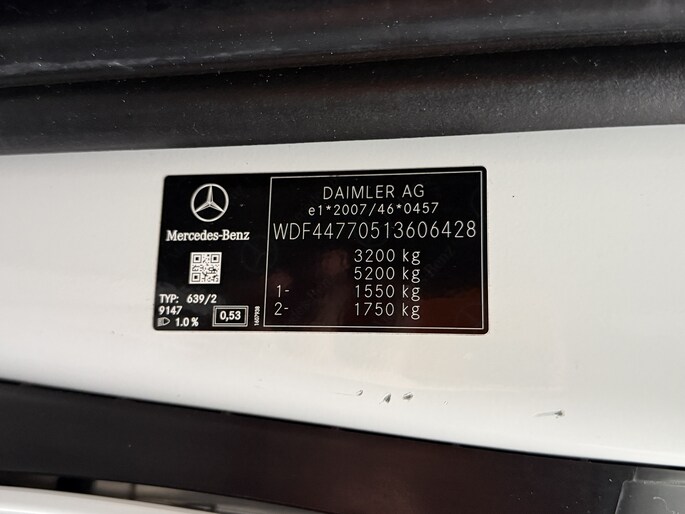 DAIMLER AG
e1*2007/46*0457
WDF44770513606428
3200 kg
5200 kg
1- 1550 kg
2- 1750 kg
Mercedes-Benz
TYP: 639/2
9147
1.0 % 0,53
1407938